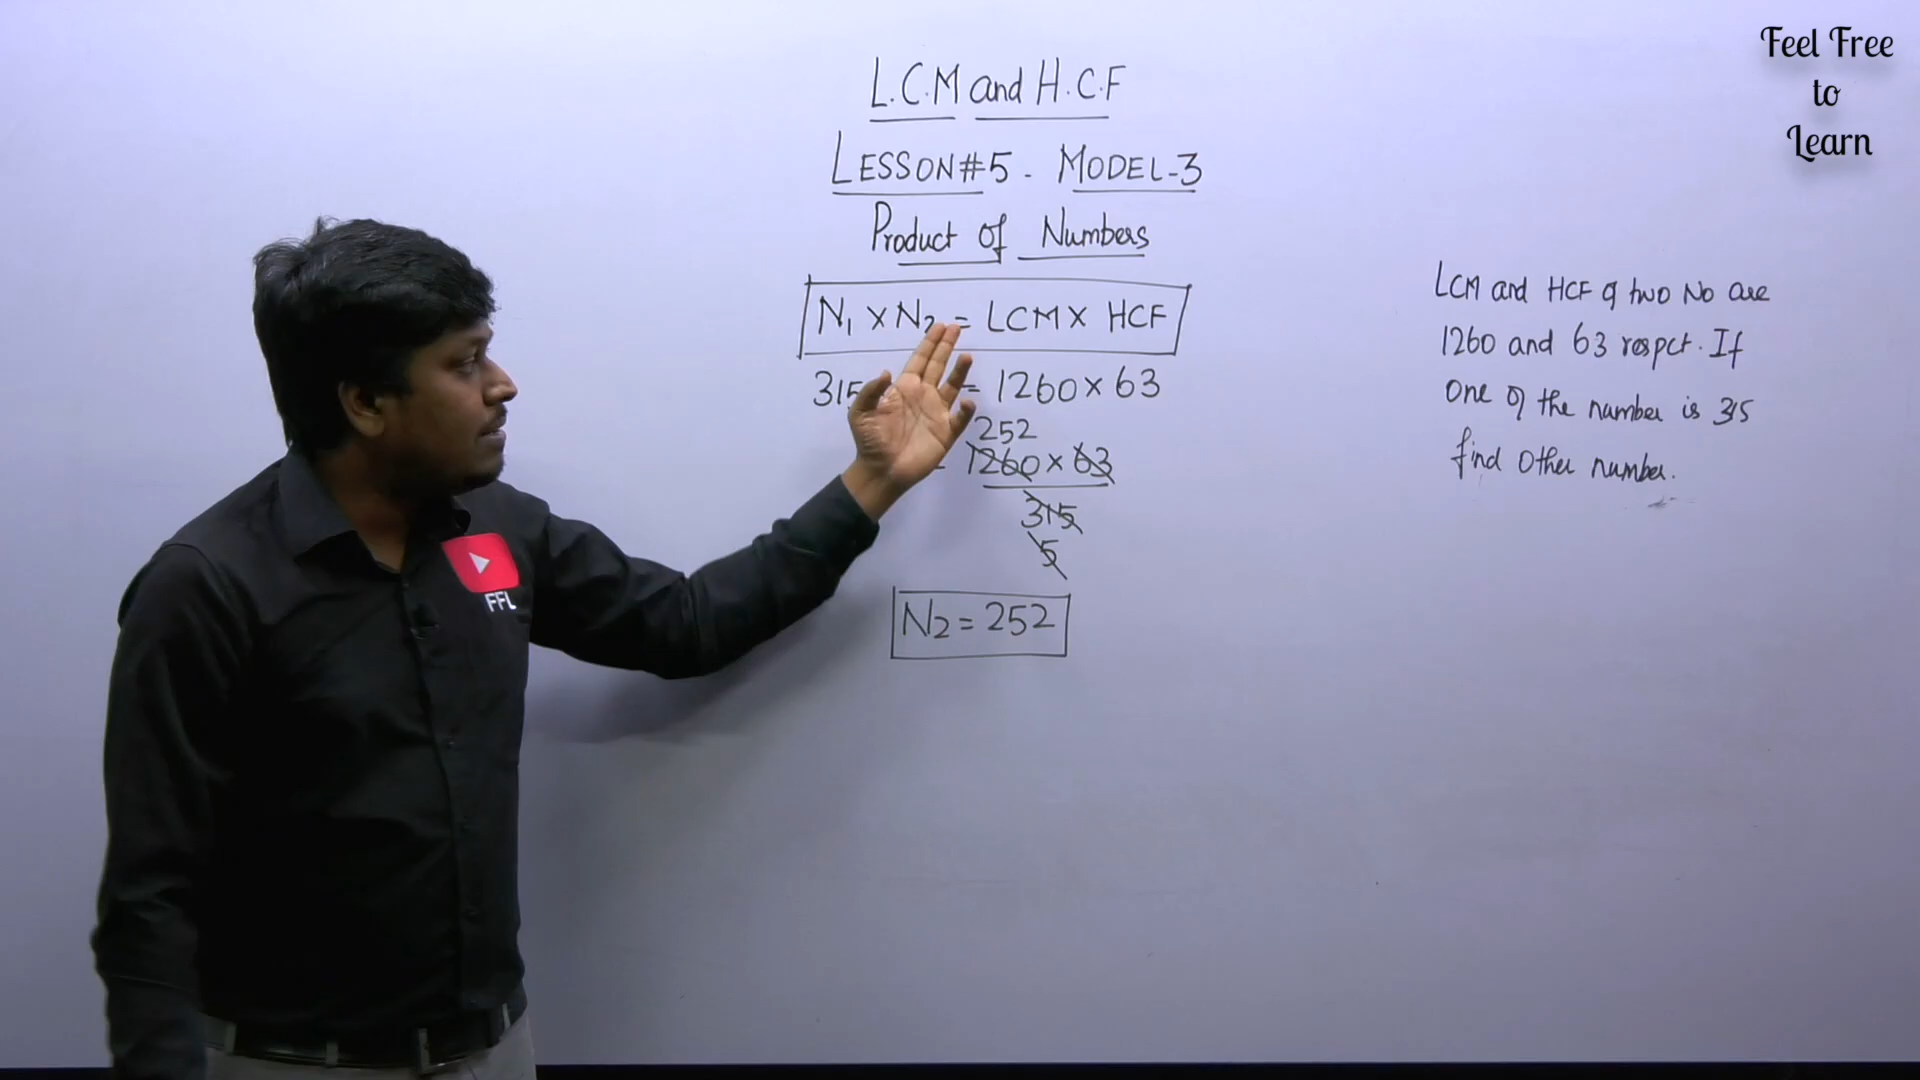 Feel Free
to
Learn
L.C.M and H.C.F
LESSON#5 - MODEL-3
Product of Numbers
N1 × N2 = LCM × HCF
315 = 1260 × 63
252
1260 × 63
315
5
N2 = 252
LCM and HCF of two No are
1260 and 63 respct. If
one of the number is 315
find other number.
FFL